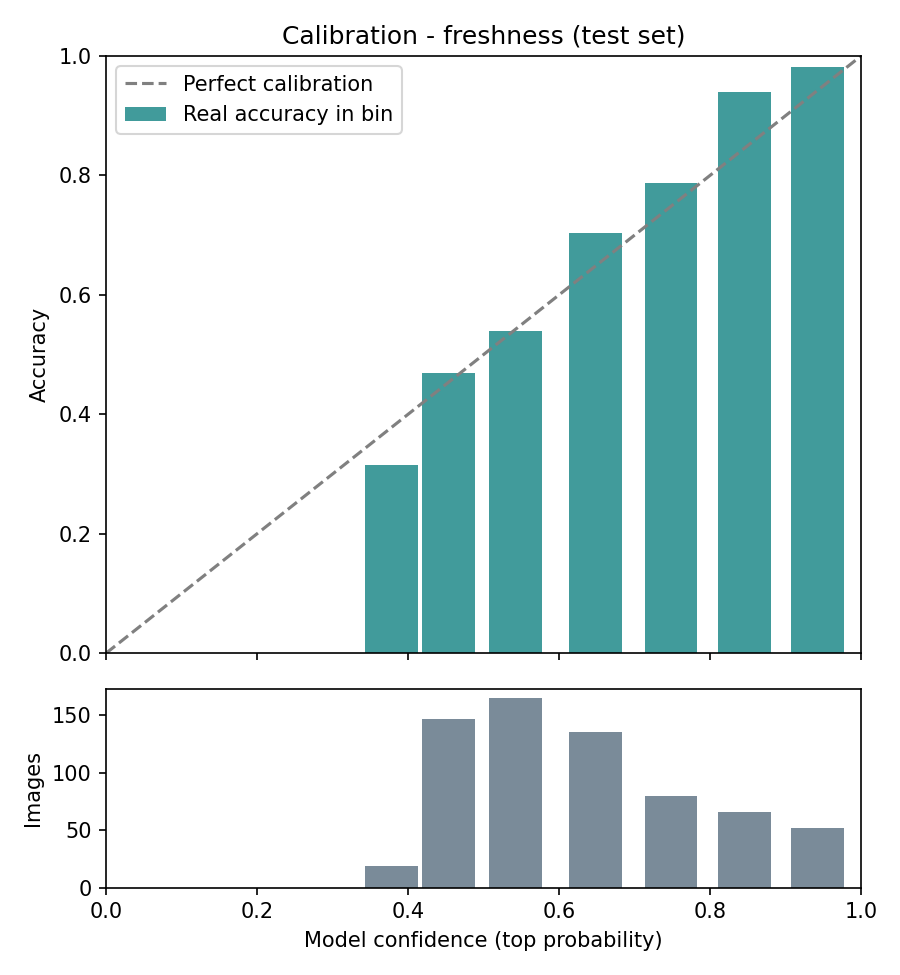 Calibration - freshness (test set)
Perfect calibration
Real accuracy in bin
1.0
0.8
0.6
0.4
0.2
0.0
Accuracy
150
100
50
0
Images
0.0 0.2 0.4 0.6 0.8 1.0
Model confidence (top probability)